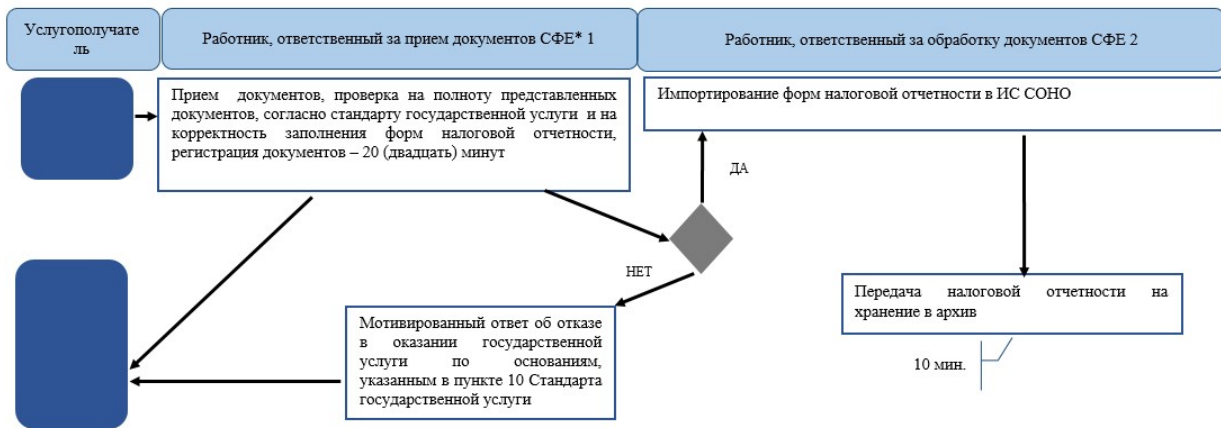 Услугополучате
ль
Работник, ответственный за прием документов СФЕ* 1
Работник, ответственный за обработку документов СФЕ 2
Прием документов, проверка на полноту представленных
документов, согласно стандарту государственной услуги и на
корректность заполнения форм налоговой отчетности,
регистрация документов – 20 (двадцать) минут
Импортирование форм налоговой отчетности в ИС СОНО
ДА
НЕТ
Мотивированный ответ об отказе
в оказании государственной
услуги по основаниям,
указанным в пункте 10 Стандарта
государственной услуги
Передача налоговой отчетности на
хранение в архив
10 мин.